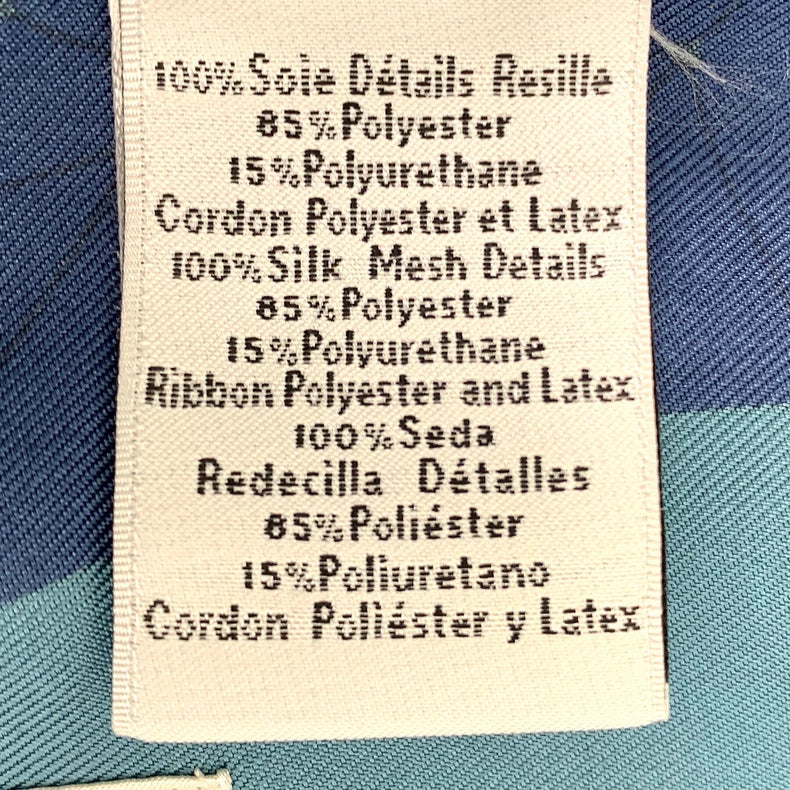 100% Soie Détails Resille
85% Polyester
15% Polyurethane
Cordon Polyester et Latex
100% Silk Mesh Details
85% Polyester
15% Polyurethane
Ribbon Polyester and Latex
100% Seda
Redecilla Détalles
85% Poliéster
15% Poliuretano
Cordon Poliéster y Latex